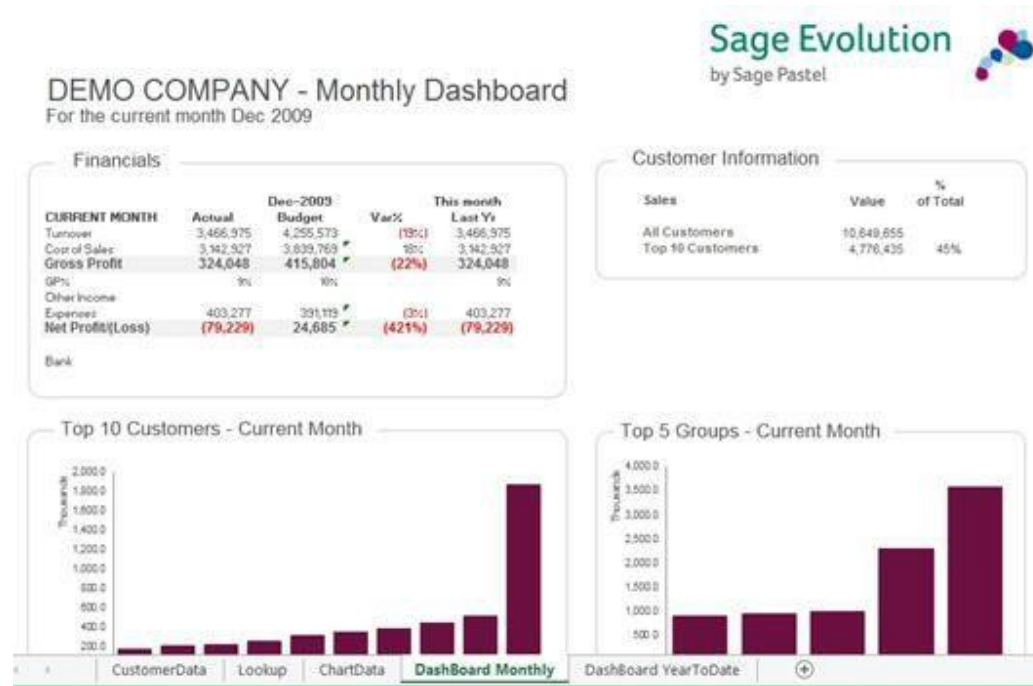 Sage Evolution
by Sage Pastel
DEMO COMPANY - Monthly Dashboard
For the current month Dec 2009
Financials
Dec-2009 This month
CURRENT MONTH Actual Budget Var% Last Yr
Turnover 3,466,975 4,255,573 (19%) 3,466,975
Cost of Sales 3,142,927 3,839,769 18% 3,142,927
Gross Profit 324,048 415,804 (22%) 324,048
GP% 9% 10% 9%
Other Income
Expenses 403,277 391,119 (3%) 403,277
Net Profit/(Loss) (79,229) 24,685 (421%) (79,229)
Bank
Customer Information
Sales Value % of Total
All Customers 10,649,655
Top 10 Customers 4,776,435 45%
Top 10 Customers - Current Month
Thousands
2,000.0
1,800.0
1,600.0
1,400.0
1,200.0
1,000.0
800.0
600.0
400.0
200.0
Top 5 Groups - Current Month
Thousands
4,000.0
3,500.0
3,000.0
2,500.0
2,000.0
1,500.0
1,000.0
500.0
CustomerData Lookup ChartData DashBoard Monthly DashBoard YearToDate